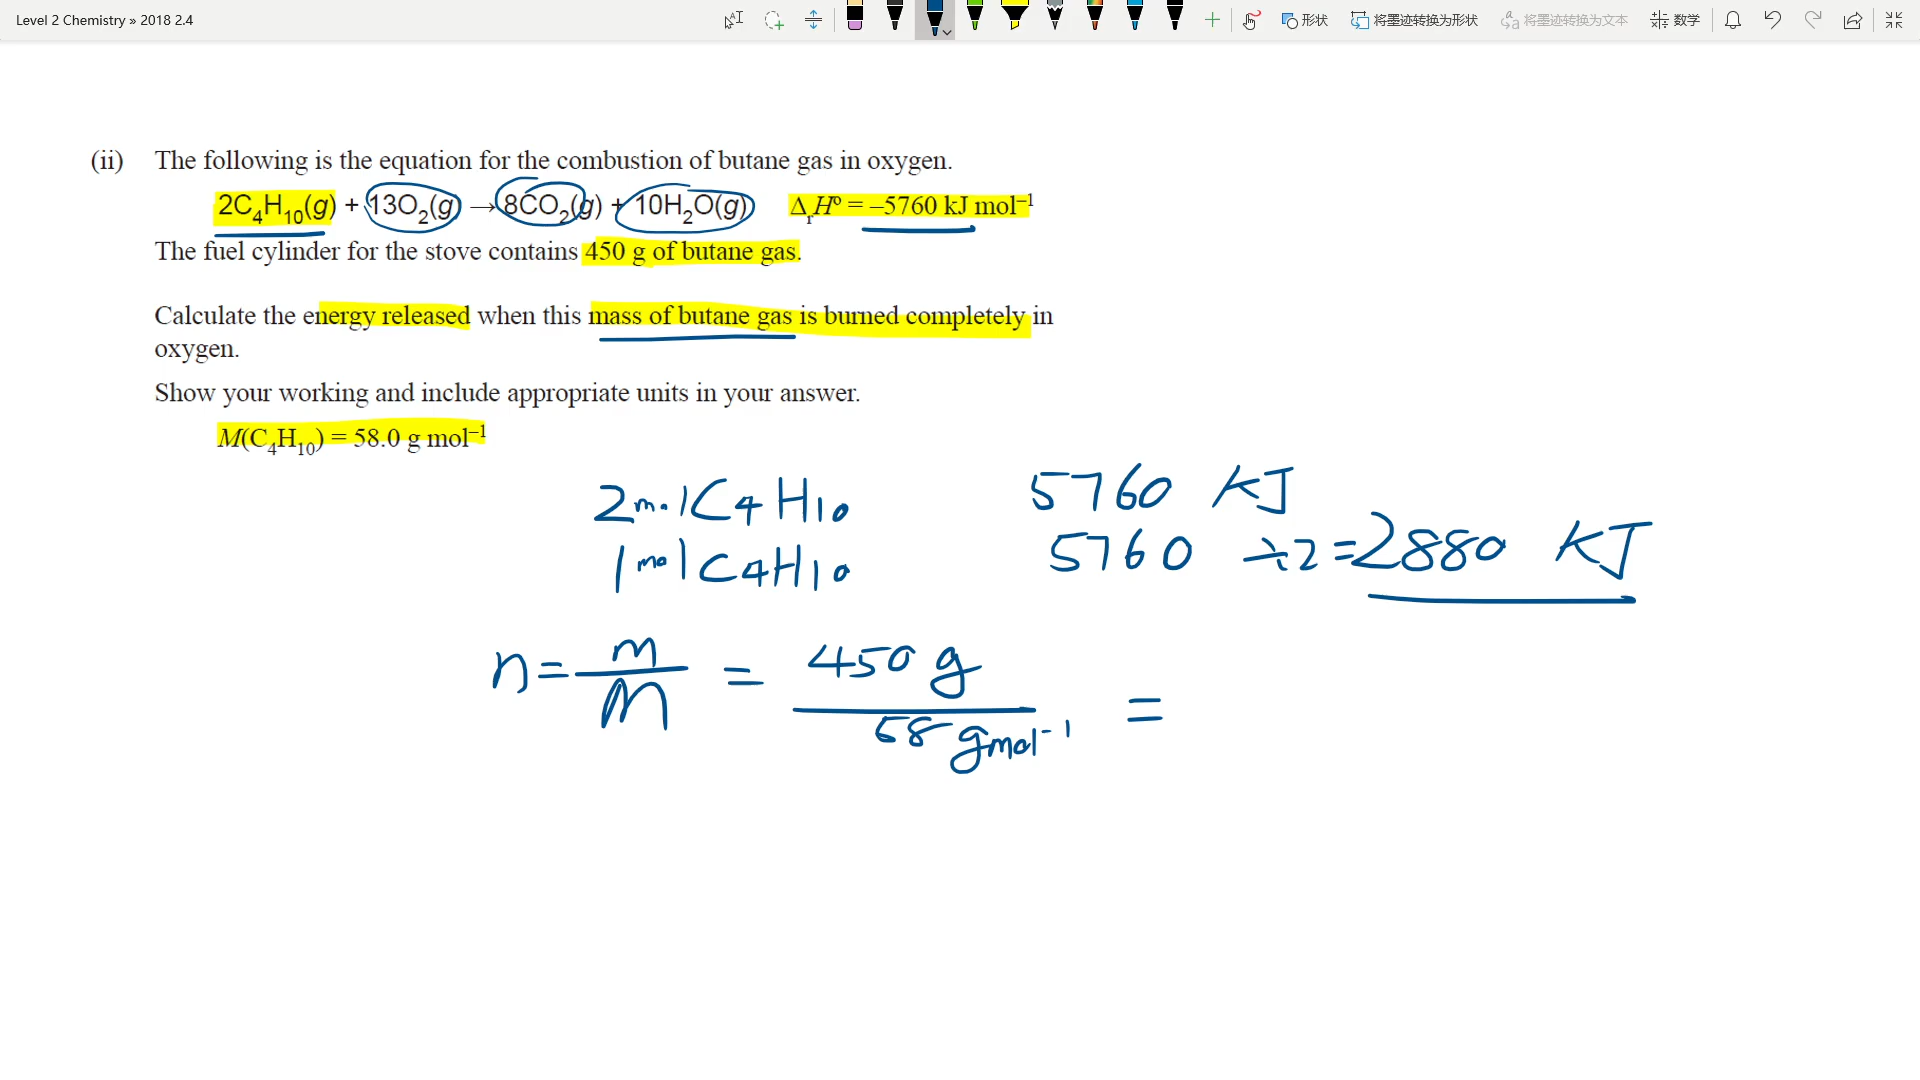 Level 2 Chemistry » 2018 2.4
形状 将墨迹转换为形状 将墨迹转换为文本 数学
(ii) The following is the equation for the combustion of butane gas in oxygen.
2C₄H₁₀(g) + 13O₂(g) → 8CO₂(g) + 10H₂O(g) ΔᵣHº = –5760 kJ mol⁻¹
The fuel cylinder for the stove contains 450 g of butane gas.
Calculate the energy released when this mass of butane gas is burned completely in
oxygen.
Show your working and include appropriate units in your answer.
M(C₄H₁₀) = 58.0 g mol⁻¹
2mol C4H10 5760 KJ
1mol C4H10 5760 ÷2=2880 KJ
n= m/M = 450 g / 58 gmol⁻¹ =